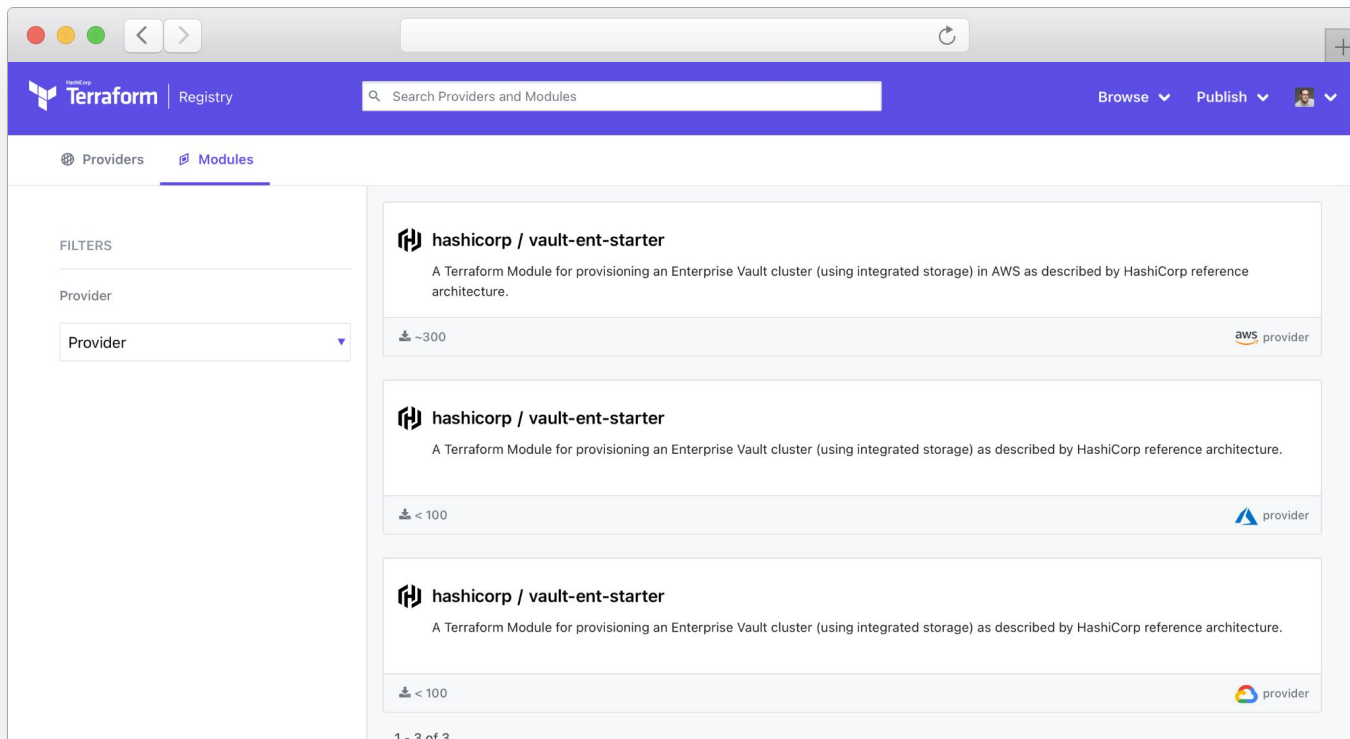 HashiCorp
Terraform
Registry
Search Providers and Modules
Browse
Publish
Providers
Modules
FILTERS
Provider
Provider
hashicorp / vault-ent-starter
A Terraform Module for provisioning an Enterprise Vault cluster (using integrated storage) in AWS as described by HashiCorp reference
architecture.
~300
aws provider
hashicorp / vault-ent-starter
A Terraform Module for provisioning an Enterprise Vault cluster (using integrated storage) as described by HashiCorp reference architecture.
< 100
provider
hashicorp / vault-ent-starter
A Terraform Module for provisioning an Enterprise Vault cluster (using integrated storage) as described by HashiCorp reference architecture.
< 100
provider
1 - 3 of 3